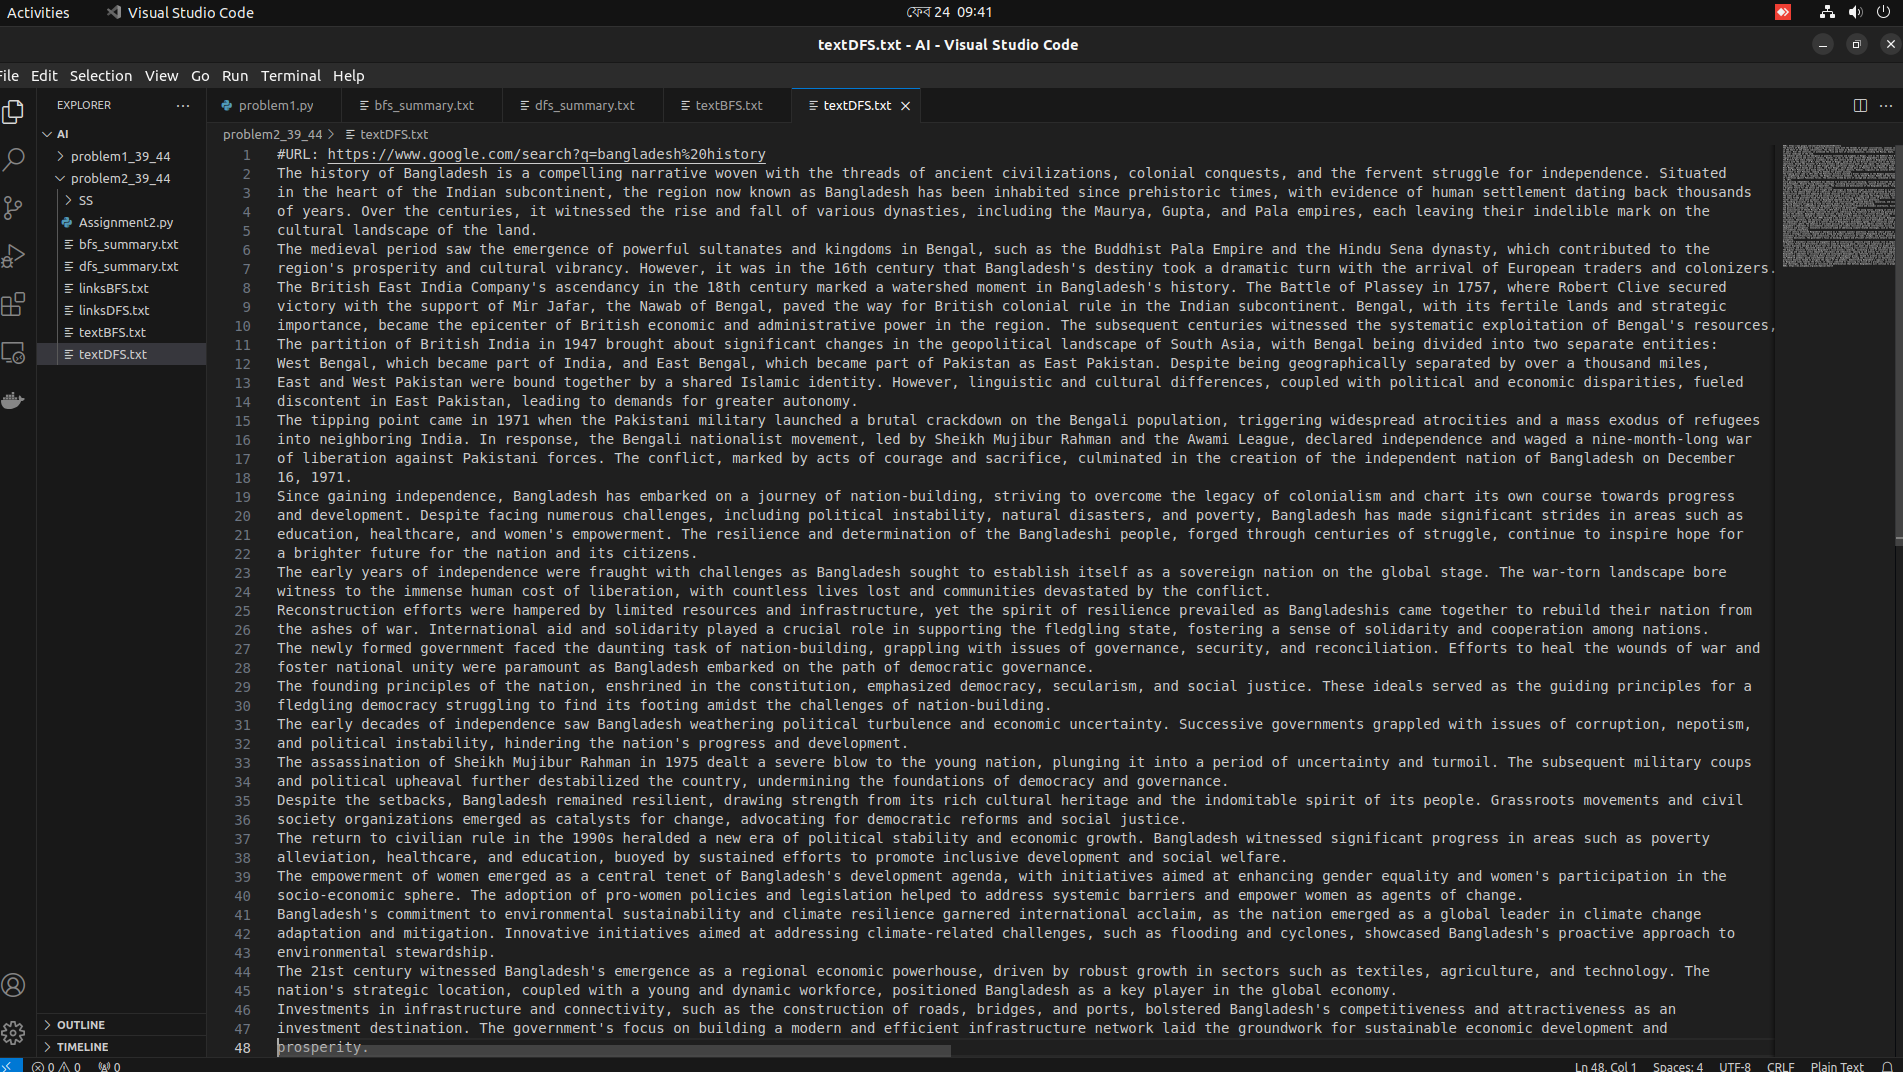 Activities
Visual Studio Code
ফেব 24 09:41
textDFS.txt - AI - Visual Studio Code
File Edit Selection View Go Run Terminal Help
EXPLORER
problem1.py
bfs_summary.txt
dfs_summary.txt
textBFS.txt
textDFS.txt
AI
problem1_39_44
problem2_39_44
SS
Assignment2.py
bfs_summary.txt
dfs_summary.txt
linksBFS.txt
linksDFS.txt
textBFS.txt
textDFS.txt
OUTLINE
TIMELINE
problem2_39_44 > textDFS.txt
1 #URL: https://www.google.com/search?q=bangladesh%20history
2 The history of Bangladesh is a compelling narrative woven with the threads of ancient civilizations, colonial conquests, and the fervent struggle for independence. Situated
3 in the heart of the Indian subcontinent, the region now known as Bangladesh has been inhabited since prehistoric times, with evidence of human settlement dating back thousands
4 of years. Over the centuries, it witnessed the rise and fall of various dynasties, including the Maurya, Gupta, and Pala empires, each leaving their indelible mark on the
5 cultural landscape of the land.
6 The medieval period saw the emergence of powerful sultanates and kingdoms in Bengal, such as the Buddhist Pala Empire and the Hindu Sena dynasty, which contributed to the
7 region's prosperity and cultural vibrancy. However, it was in the 16th century that Bangladesh's destiny took a dramatic turn with the arrival of European traders and colonizers.
8 The British East India Company's ascendancy in the 18th century marked a watershed moment in Bangladesh's history. The Battle of Plassey in 1757, where Robert Clive secured
9 victory with the support of Mir Jafar, the Nawab of Bengal, paved the way for British colonial rule in the Indian subcontinent. Bengal, with its fertile lands and strategic
10 importance, became the epicenter of British economic and administrative power in the region. The subsequent centuries witnessed the systematic exploitation of Bengal's resources,
11 The partition of British India in 1947 brought about significant changes in the geopolitical landscape of South Asia, with Bengal being divided into two separate entities:
12 West Bengal, which became part of India, and East Bengal, which became part of Pakistan as East Pakistan. Despite being geographically separated by over a thousand miles,
13 East and West Pakistan were bound together by a shared Islamic identity. However, linguistic and cultural differences, coupled with political and economic disparities, fueled
14 discontent in East Pakistan, leading to demands for greater autonomy.
15 The tipping point came in 1971 when the Pakistani military launched a brutal crackdown on the Bengali population, triggering widespread atrocities and a mass exodus of refugees
16 into neighboring India. In response, the Bengali nationalist movement, led by Sheikh Mujibur Rahman and the Awami League, declared independence and waged a nine-month-long war
17 of liberation against Pakistani forces. The conflict, marked by acts of courage and sacrifice, culminated in the creation of the independent nation of Bangladesh on December
18 16, 1971.
19 Since gaining independence, Bangladesh has embarked on a journey of nation-building, striving to overcome the legacy of colonialism and chart its own course towards progress
20 and development. Despite facing numerous challenges, including political instability, natural disasters, and poverty, Bangladesh has made significant strides in areas such as
21 education, healthcare, and women's empowerment. The resilience and determination of the Bangladeshi people, forged through centuries of struggle, continue to inspire hope for
22 a brighter future for the nation and its citizens.
23 The early years of independence were fraught with challenges as Bangladesh sought to establish itself as a sovereign nation on the global stage. The war-torn landscape bore
24 witness to the immense human cost of liberation, with countless lives lost and communities devastated by the conflict.
25 Reconstruction efforts were hampered by limited resources and infrastructure, yet the spirit of resilience prevailed as Bangladeshis came together to rebuild their nation from
26 the ashes of war. International aid and solidarity played a crucial role in supporting the fledgling state, fostering a sense of solidarity and cooperation among nations.
27 The newly formed government faced the daunting task of nation-building, grappling with issues of governance, security, and reconciliation. Efforts to heal the wounds of war and
28 foster national unity were paramount as Bangladesh embarked on the path of democratic governance.
29 The founding principles of the nation, enshrined in the constitution, emphasized democracy, secularism, and social justice. These ideals served as the guiding principles for a
30 fledgling democracy struggling to find its footing amidst the challenges of nation-building.
31 The early decades of independence saw Bangladesh weathering political turbulence and economic uncertainty. Successive governments grappled with issues of corruption, nepotism,
32 and political instability, hindering the nation's progress and development.
33 The assassination of Sheikh Mujibur Rahman in 1975 dealt a severe blow to the young nation, plunging it into a period of uncertainty and turmoil. The subsequent military coups
34 and political upheaval further destabilized the country, undermining the foundations of democracy and governance.
35 Despite the setbacks, Bangladesh remained resilient, drawing strength from its rich cultural heritage and the indomitable spirit of its people. Grassroots movements and civil
36 society organizations emerged as catalysts for change, advocating for democratic reforms and social justice.
37 The return to civilian rule in the 1990s heralded a new era of political stability and economic growth. Bangladesh witnessed significant progress in areas such as poverty
38 alleviation, healthcare, and education, buoyed by sustained efforts to promote inclusive development and social welfare.
39 The empowerment of women emerged as a central tenet of Bangladesh's development agenda, with initiatives aimed at enhancing gender equality and women's participation in the
40 socio-economic sphere. The adoption of pro-women policies and legislation helped to address systemic barriers and empower women as agents of change.
41 Bangladesh's commitment to environmental sustainability and climate resilience garnered international acclaim, as the nation emerged as a global leader in climate change
42 adaptation and mitigation. Innovative initiatives aimed at addressing climate-related challenges, such as flooding and cyclones, showcased Bangladesh's proactive approach to
43 environmental stewardship.
44 The 21st century witnessed Bangladesh's emergence as a regional economic powerhouse, driven by robust growth in sectors such as textiles, agriculture, and technology. The
45 nation's strategic location, coupled with a young and dynamic workforce, positioned Bangladesh as a key player in the global economy.
46 Investments in infrastructure and connectivity, such as the construction of roads, bridges, and ports, bolstered Bangladesh's competitiveness and attractiveness as an
47 investment destination. The government's focus on building a modern and efficient infrastructure network laid the groundwork for sustainable economic development and
48 prosperity.
0 0 0
Ln 48, Col 1 Spaces: 4 UTF-8 CRLF Plain Text